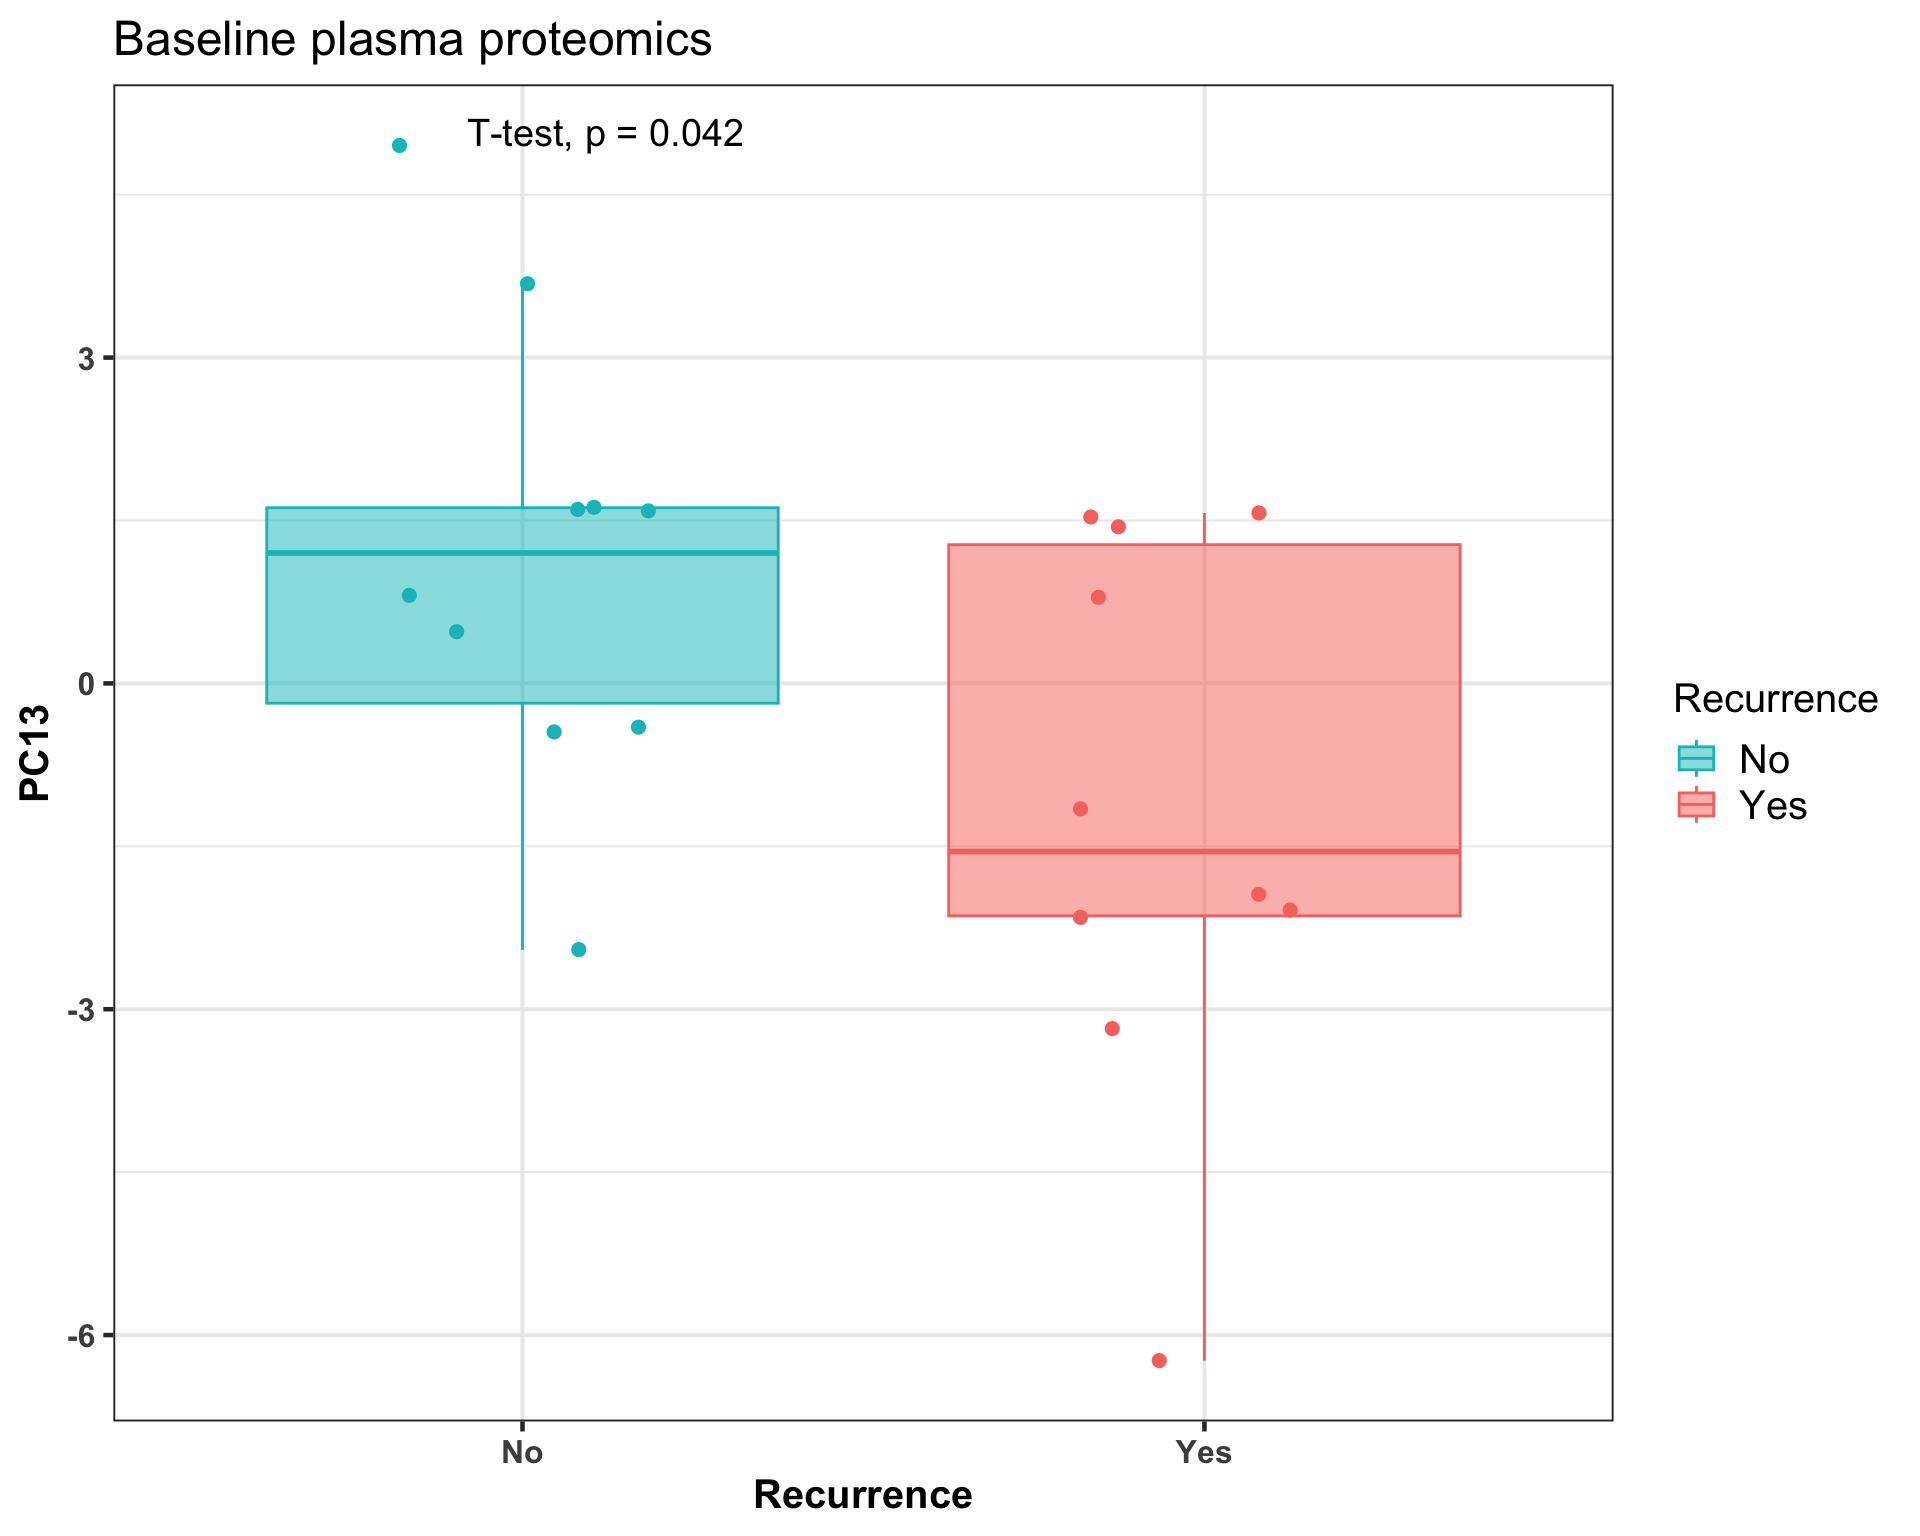 Baseline plasma proteomics
T-test, p = 0.042
3
0
-3
-6
PC13
No
Yes
Recurrence
Recurrence
No
Yes